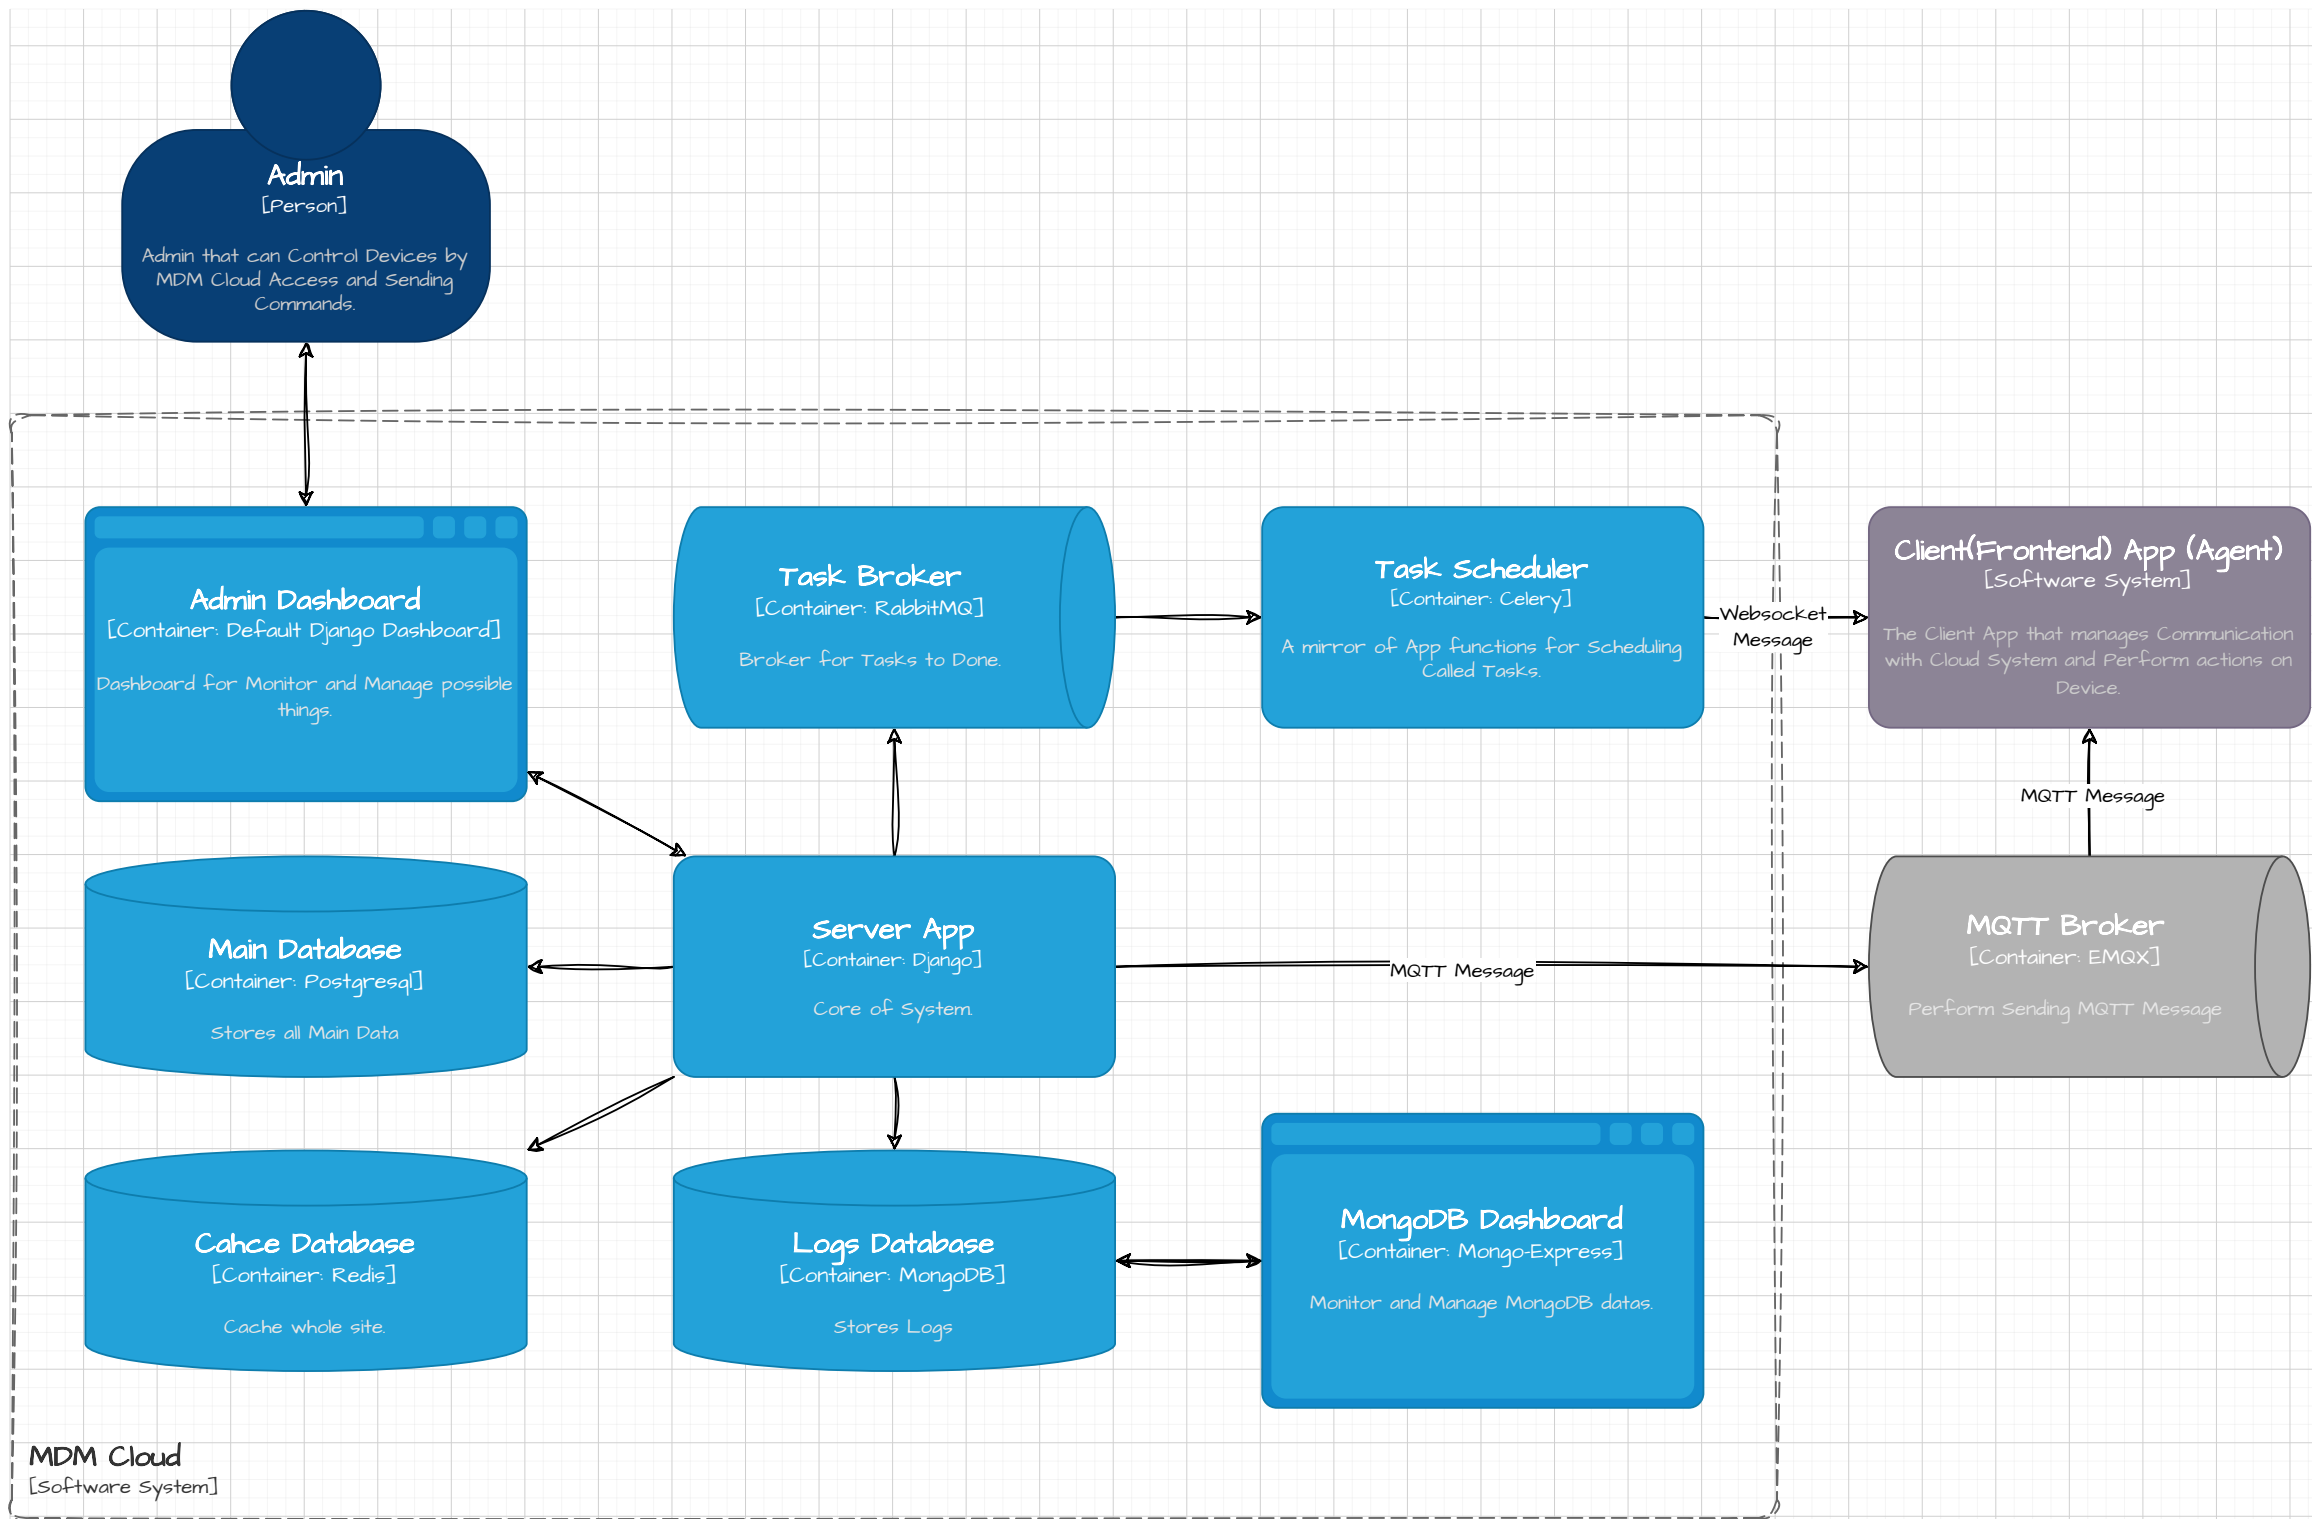 Admin
[Person]
Admin that can Control Devices by
MDM Cloud Access and Sending
Commands.
Admin Dashboard
[Container: Default Django Dashboard]
Dashboard for Monitor and Manage possible
things.
Task Broker
[Container: RabbitMQ]
Broker for Tasks to Done.
Task Scheduler
[Container: Celery]
A mirror of App functions for Scheduling
Called Tasks.
Websocket
Message
Client(Frontend) App (Agent)
[Software System]
The Client App that manages Communication
with Cloud System and Perform actions on
Device.
MQTT Message
Main Database
[Container: Postgresql]
Stores all Main Data
Server App
[Container: Django]
Core of System.
MQTT Message
MQTT Broker
[Container: EMQX]
Perform Sending MQTT Message
Cahce Database
[Container: Redis]
Cache whole site.
Logs Database
[Container: MongoDB]
Stores Logs
MongoDB Dashboard
[Container: Mongo-Express]
Monitor and Manage MongoDB datas.
MDM Cloud
[Software System]